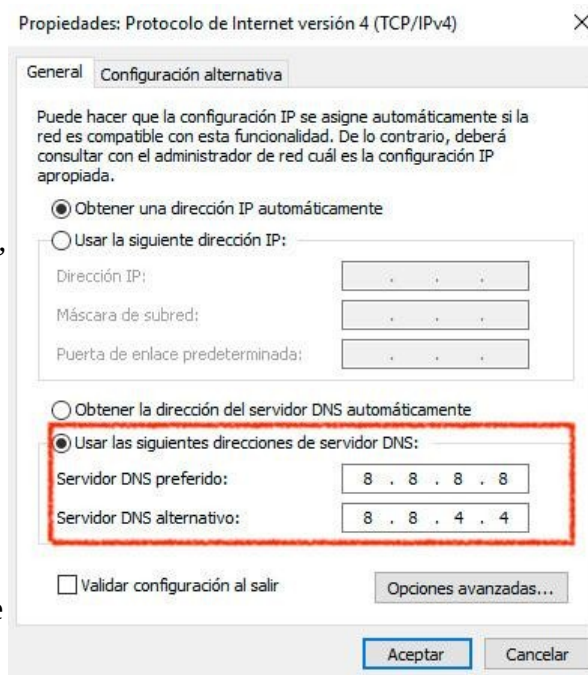 Propiedades: Protocolo de Internet versión 4 (TCP/IPv4)
General Configuración alternativa
Puede hacer que la configuración IP se asigne automáticamente si la
red es compatible con esta funcionalidad. De lo contrario, deberá
consultar con el administrador de red cuál es la configuración IP
apropiada.
Obtener una dirección IP automáticamente
,
Usar la siguiente dirección IP:
Dirección IP: . . .
Máscara de subred: . . .
Puerta de enlace predeterminada: . . .
Obtener la dirección del servidor DNS automáticamente
Usar las siguientes direcciones de servidor DNS:
Servidor DNS preferido: 8 . 8 . 8 . 8
Servidor DNS alternativo: 8 . 8 . 4 . 4
Validar configuración al salir Opciones avanzadas...
e
Aceptar Cancelar